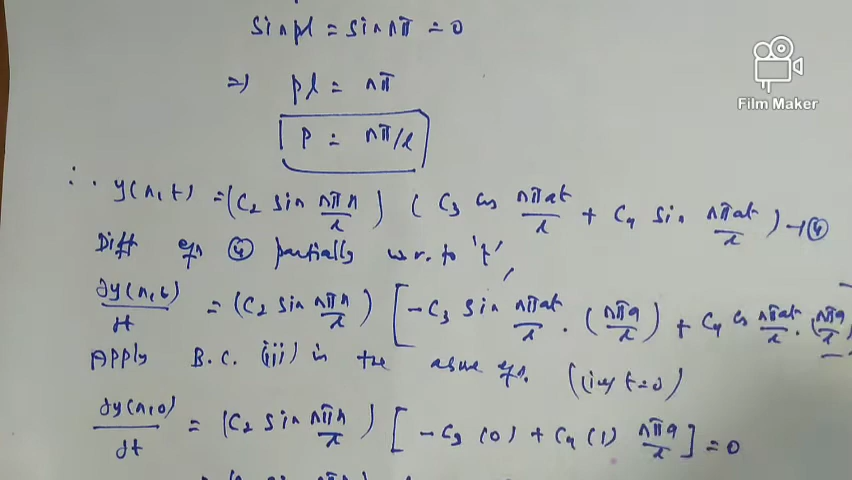 sin pl = sin nπ = 0
⇒ pl = nπ
p = nπ/l
Film Maker
∴ y(x,t) = (C₂ sin nπx/l) (C₃ cos nπat/l + C₄ sin nπat/l) → ④
Diff eqn ④ partially w.r. to 't',
∂y(x,t)/∂t = (C₂ sin nπx/l) [-C₃ sin nπat/l · (nπa/l) + C₄ cos nπat/l · (nπa/l)
Apply B.C. (iii) in the above eqn. (i.e., t=0)
∂y(x,0)/∂t = (C₂ sin nπx/l) [-C₃ (0) + C₄ (1) nπa/l] = 0